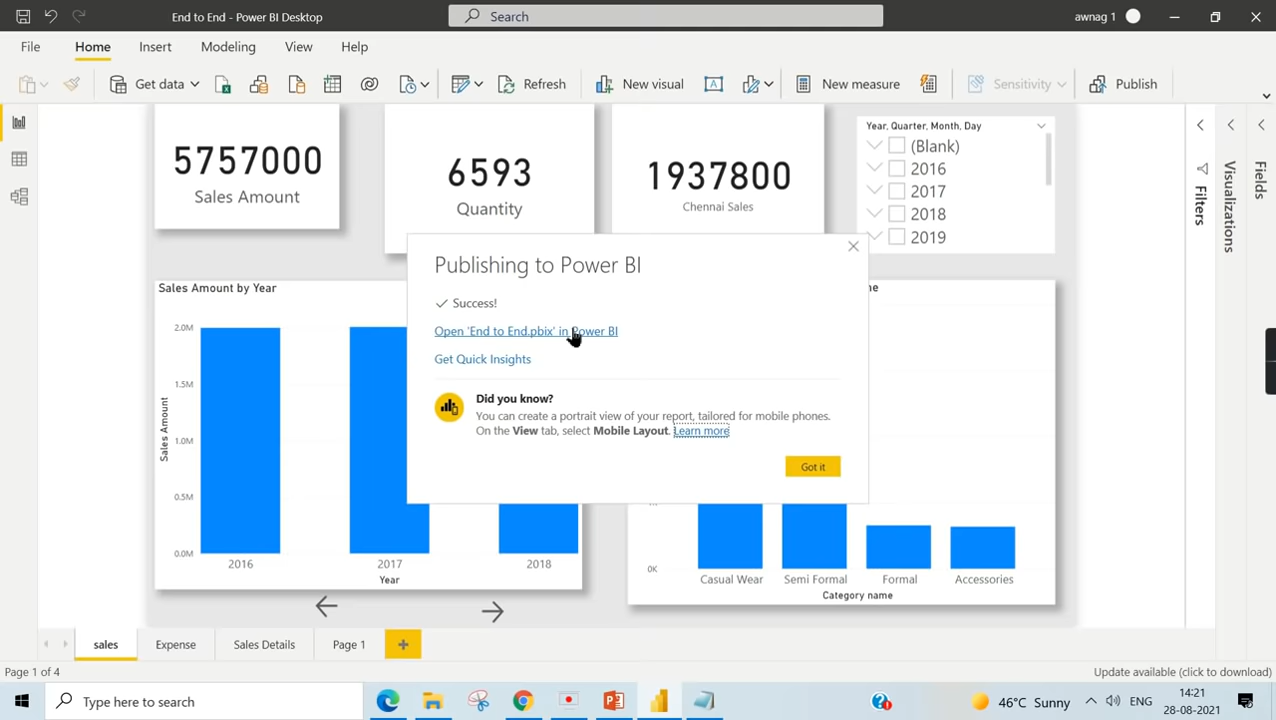 End to End - Power BI Desktop
Search
awnag 1
File
Home
Insert
Modeling
View
Help
Get data
Refresh
New visual
New measure
Sensitivity
Publish
5757000
Sales Amount
6593
Quantity
1937800
Chennai Sales
Year, Quarter, Month, Day
(Blank)
2016
2017
2018
2019
Filters
Visualizations
Fields
Publishing to Power BI
Success!
Open 'End to End.pbix' in Power BI
Get Quick Insights
Did you know?
You can create a portrait view of your report, tailored for mobile phones.
On the View tab, select Mobile Layout. Learn more
Got it
Sales Amount by Year
2.0M
1.5M
1.0M
0.5M
0.0M
Sales Amount
2016
2017
2018
Year
0K
Casual Wear
Semi Formal
Formal
Accessories
Category name
sales
Expense
Sales Details
Page 1
+
Page 1 of 4
Update available (click to download)
Type here to search
46°C Sunny
ENG
14:21
28-08-2021